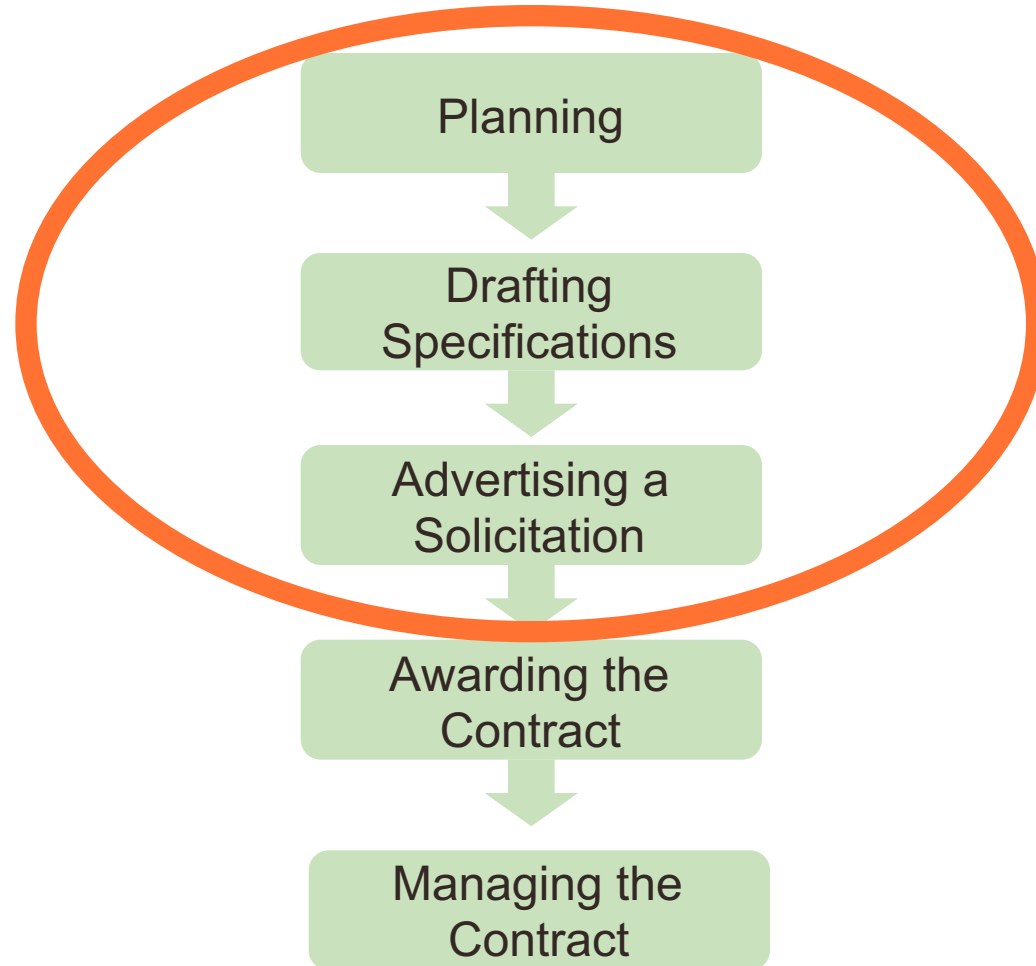 Planning
Drafting
Specifications
Advertising a
Solicitation
Awarding the
Contract
Managing the
Contract